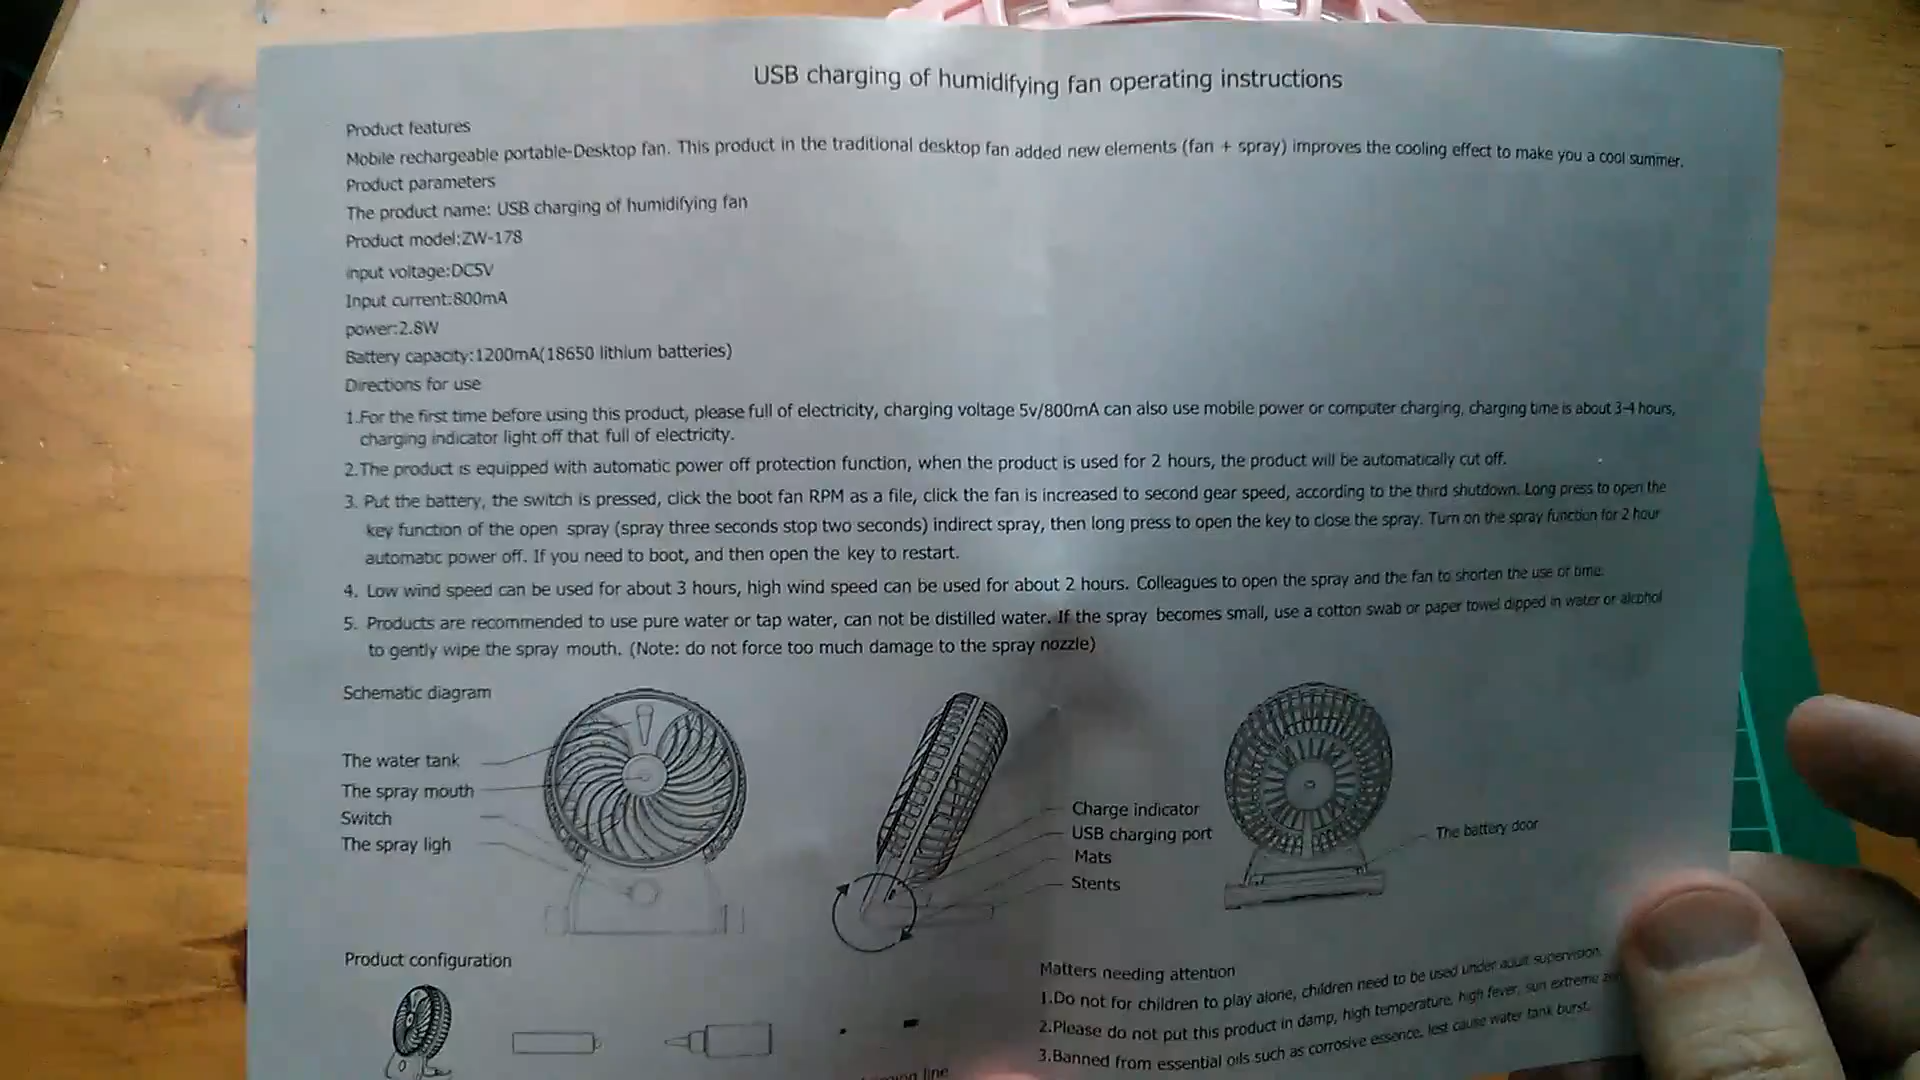 USB charging of humidifying fan operating instructions
Product features
Mobile rechargeable portable-Desktop fan. This product in the traditional desktop fan added new elements (fan + spray) improves the cooling effect to make you a cool summer.
Product parameters
The product name: USB charging of humidifying fan
Product model:ZW-178
input voltage:DC5V
Input current:800mA
power:2.8W
Battery capacity:1200mA(18650 lithium batteries)
Directions for use
1.For the first time before using this product, please full of electricity, charging voltage 5v/800mA can also use mobile power or computer charging, charging time is about 3-4 hours,
charging indicator light off that full of electricity.
2.The product is equipped with automatic power off protection function, when the product is used for 2 hours, the product will be automatically cut off.
3. Put the battery, the switch is pressed, click the boot fan RPM as a file, click the fan is increased to second gear speed, according to the third shutdown. Long press to open the
key function of the open spray (spray three seconds stop two seconds) indirect spray, then long press to open the key to close the spray. Turn on the spray function for 2 hour
automatic power off. If you need to boot, and then open the key to restart.
4. Low wind speed can be used for about 3 hours, high wind speed can be used for about 2 hours. Colleagues to open the spray and the fan to shorten the use of time.
5. Products are recommended to use pure water or tap water, can not be distilled water. If the spray becomes small, use a cotton swab or paper towel dipped in water or alcohol
to gently wipe the spray mouth. (Note: do not force too much damage to the spray nozzle)
Schematic diagram
The water tank
The spray mouth
Switch
The spray ligh
Charge indicator
USB charging port
Mats
Stents
The battery door
Product configuration
Matters needing attention
1.Do not for children to play alone, children need to be used under adult supervision.
2.Please do not put this product in damp, high temperature, high fever, sun extreme
3.Banned from essential oils such as corrosive essence, lest cause water tank burst.
line